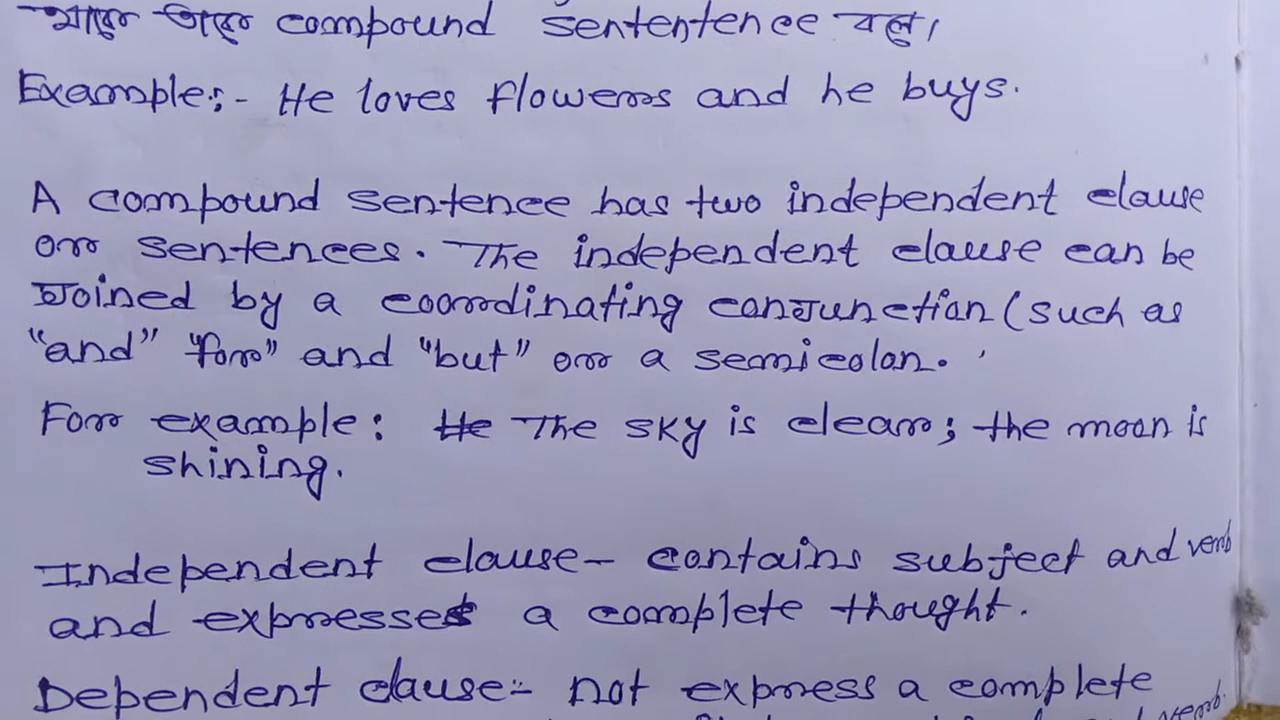 থাকে তাকে compound sententence বলে।
Example:- He loves flowers and he buys.
A compound sentence has two independent clause
or sentences. The independent clause can be
joined by a coordinating conjunction (such as
"and" "for" and "but" or a semicolon.
For example: He The sky is clear; the moon is
shining.
Independent clause- contains subject and verb
and expresses a complete thought.
Dependent clause:- not express a complete
verb.